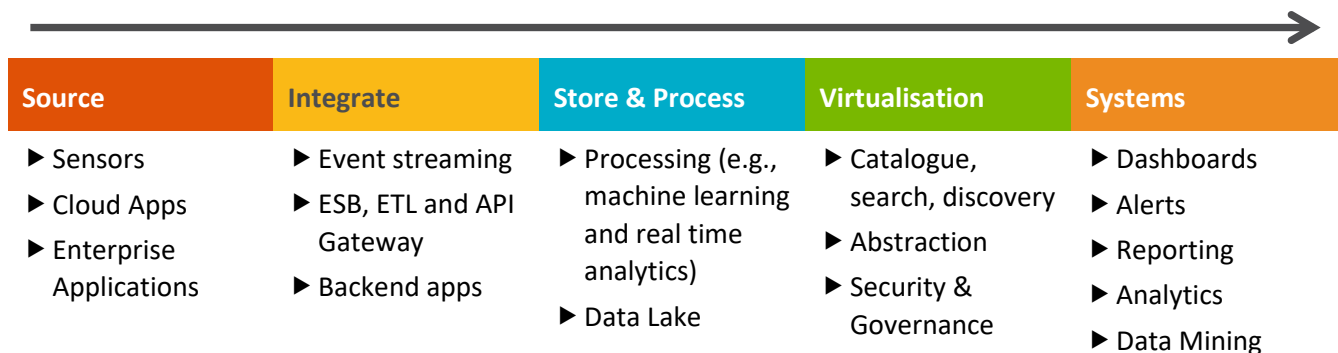 Source
Integrate
Store & Process
Virtualisation
Systems
▶ Sensors
▶ Cloud Apps
▶ Enterprise
Applications
▶ Event streaming
▶ ESB, ETL and API
Gateway
▶ Backend apps
▶ Processing (e.g.,
machine learning
and real time
analytics)
▶ Data Lake
▶ Catalogue,
search, discovery
▶ Abstraction
▶ Security &
Governance
▶ Dashboards
▶ Alerts
▶ Reporting
▶ Analytics
▶ Data Mining